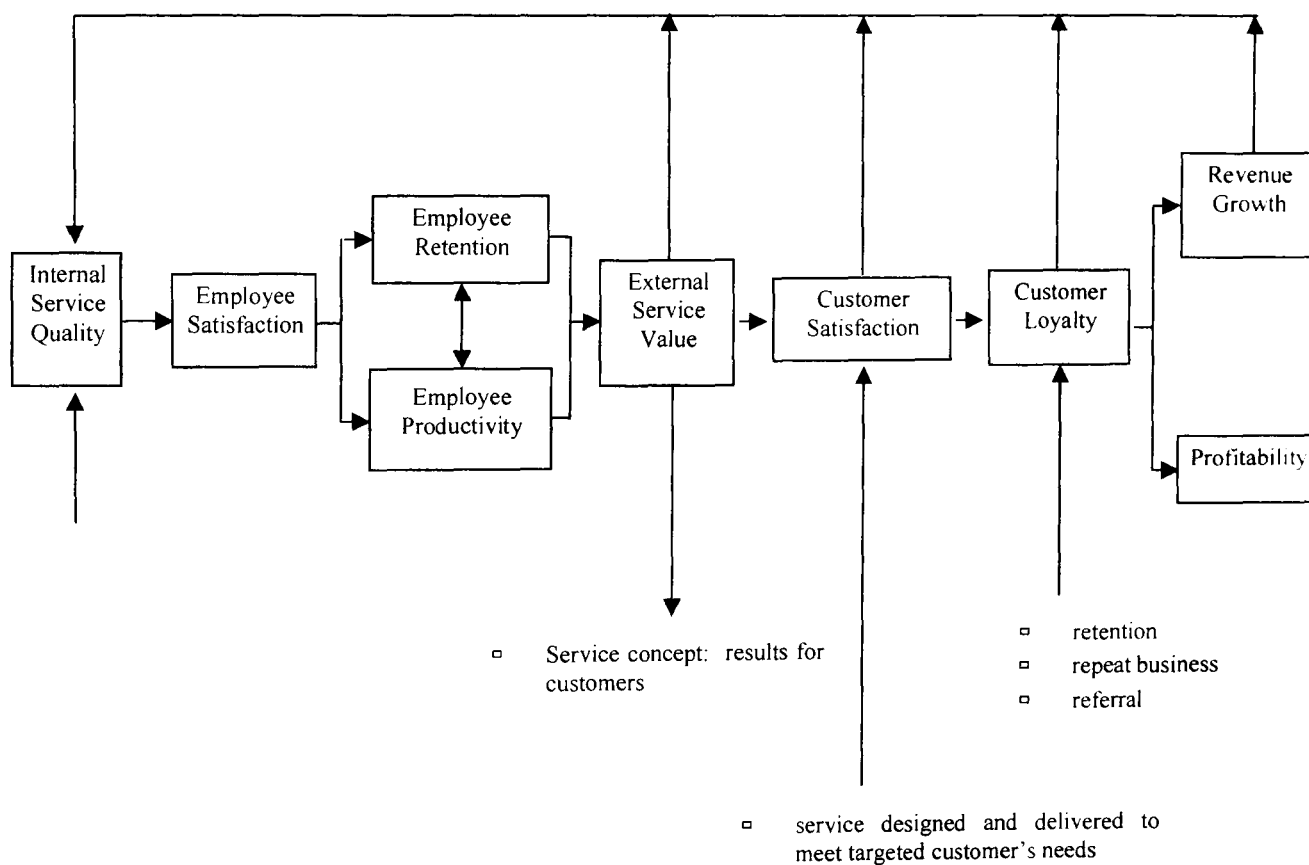 Internal
Service
Quality
Employee
Satisfaction
Employee
Retention
Employee
Productivity
External
Service
Value
Customer
Satisfaction
Customer
Loyalty
Revenue
Growth
Profitability
▫ Service concept: results for
customers
▫ retention
▫ repeat business
▫ referral
▫ service designed and delivered to
meet targeted customer's needs